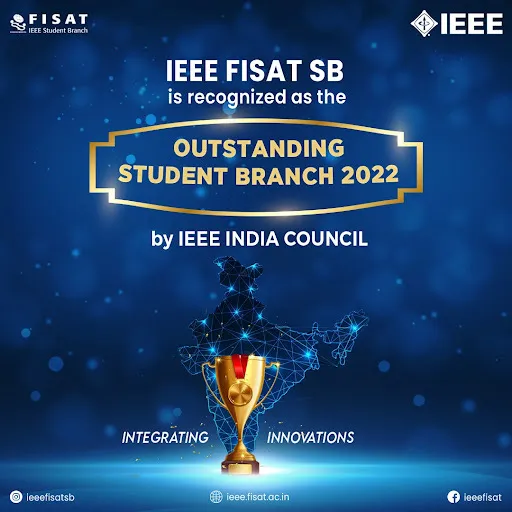 FISAT
IEEE Student Branch
IEEE
IEEE FISAT SB
is recognized as the
OUTSTANDING
STUDENT BRANCH 2022
by IEEE INDIA COUNCIL
INTEGRATING INNOVATIONS
ieeefisatsb
ieee.fisat.ac.in
ieeefisat